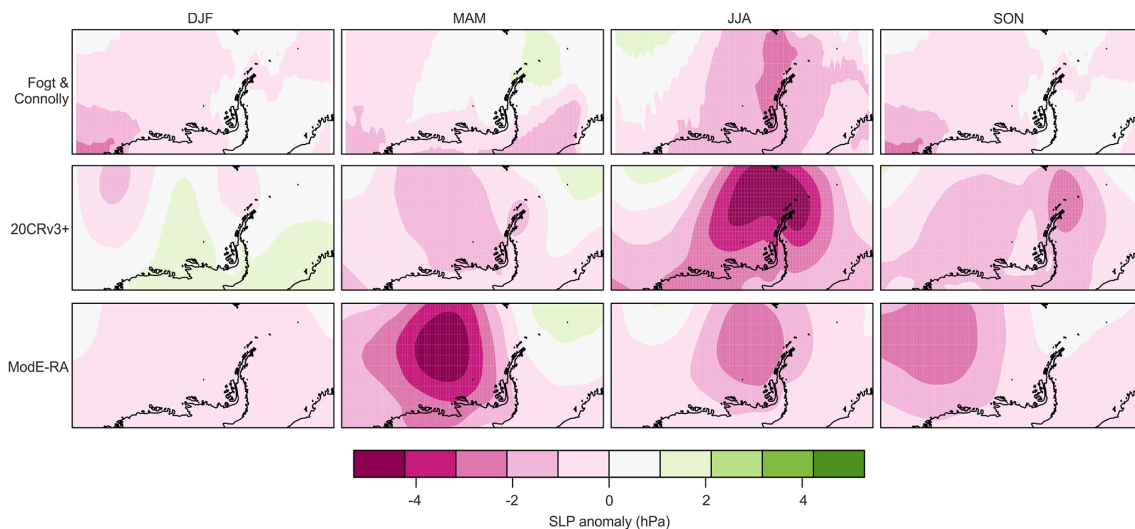 DJF MAM JJA SON
Fogt &
Connolly
20CRv3+
ModE-RA
-4 -2 0 2 4
SLP anomaly (hPa)